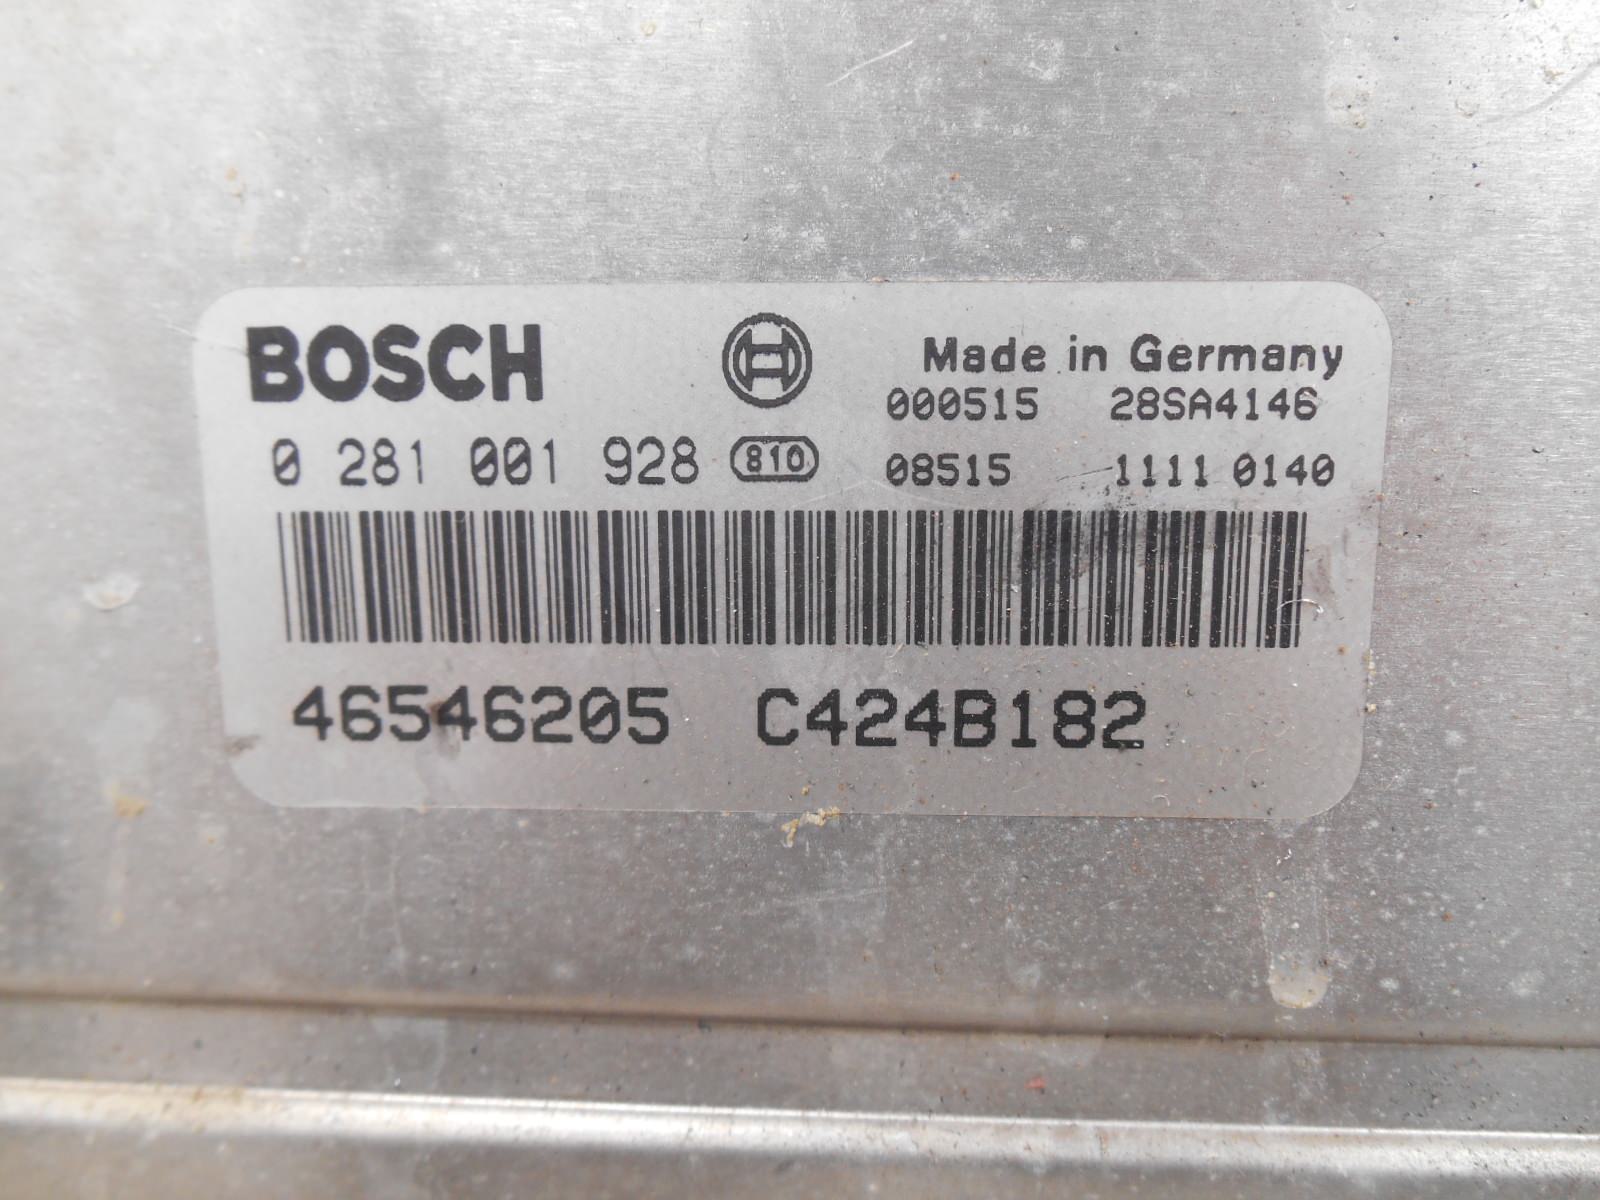 BOSCH
Made in Germany
000515 28SA4146
0 281 001 928 810 08515 1111 0140
46546205 C424B182